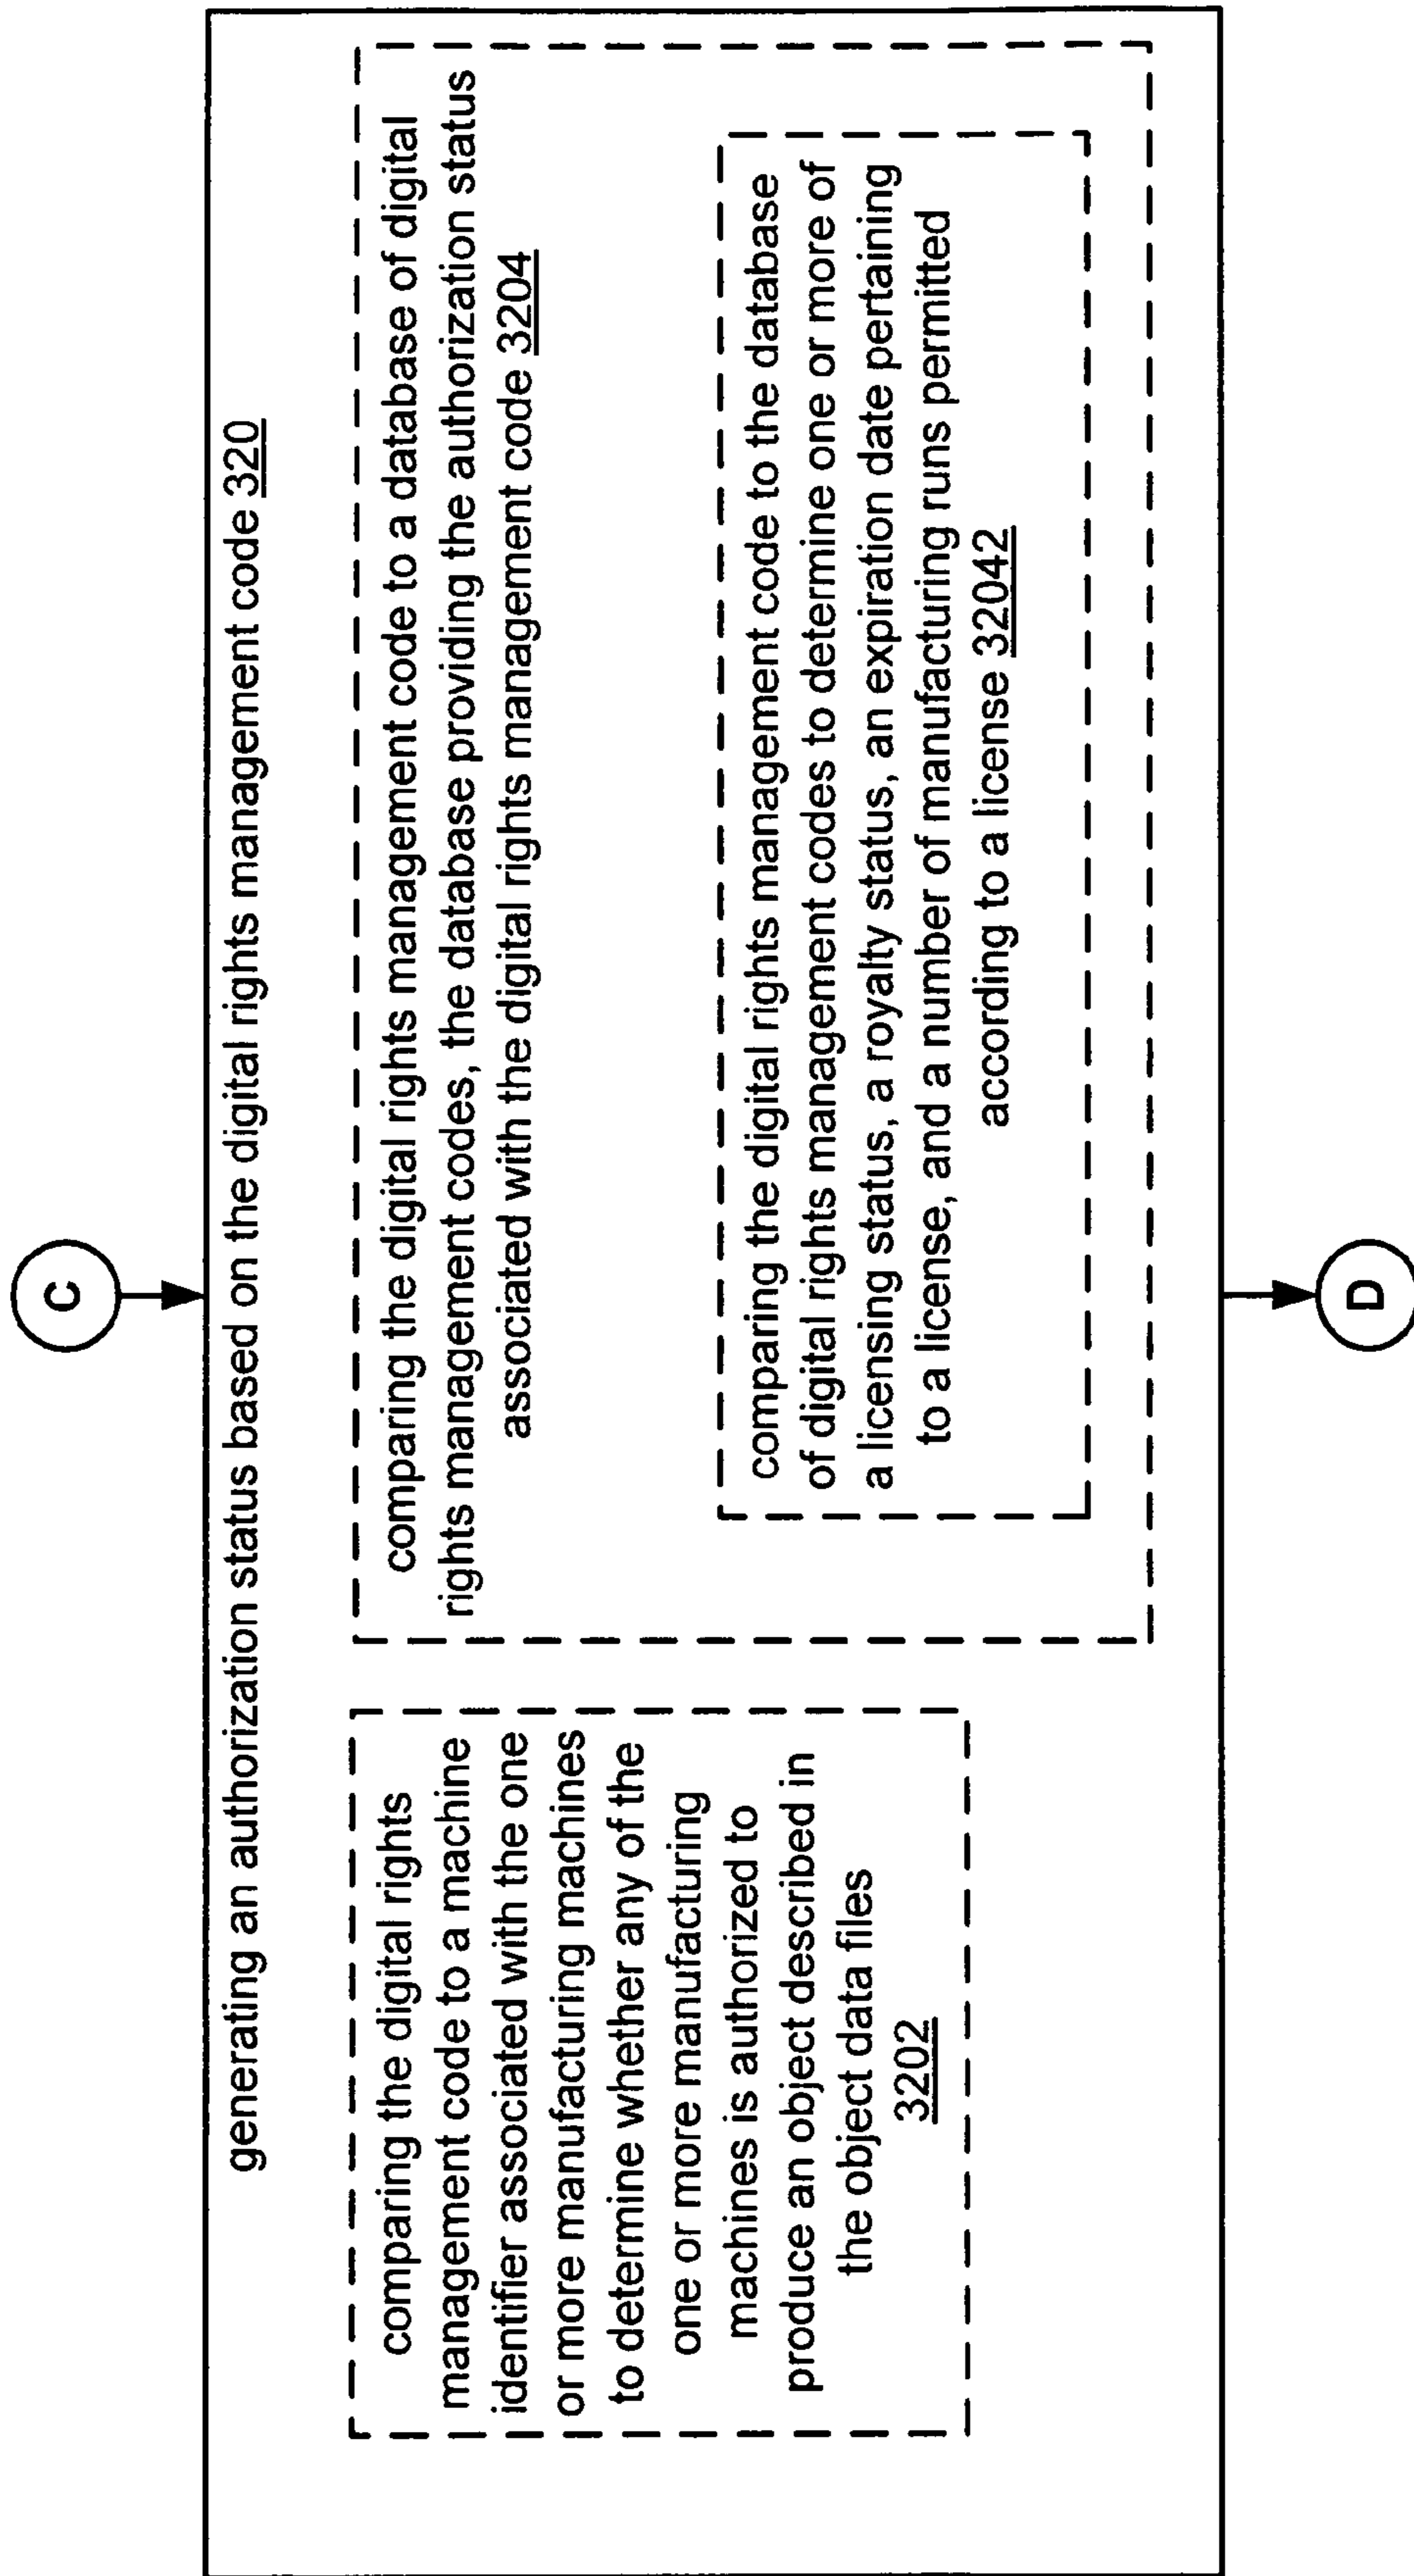 C
generating an authorization status based on the digital rights management code 320
comparing the digital rights
management code to a machine
identifier associated with the one
or more manufacturing machines
to determine whether any of the
one or more manufacturing
machines is authorized to
produce an object described in
the object data files
3202
comparing the digital rights management code to a database of digital
rights management codes, the database providing the authorization status
associated with the digital rights management code 3204
comparing the digital rights management code to the database
of digital rights management codes to determine one or more of
a licensing status, a royalty status, an expiration date pertaining
to a license, and a number of manufacturing runs permitted
according to a license 32042
D